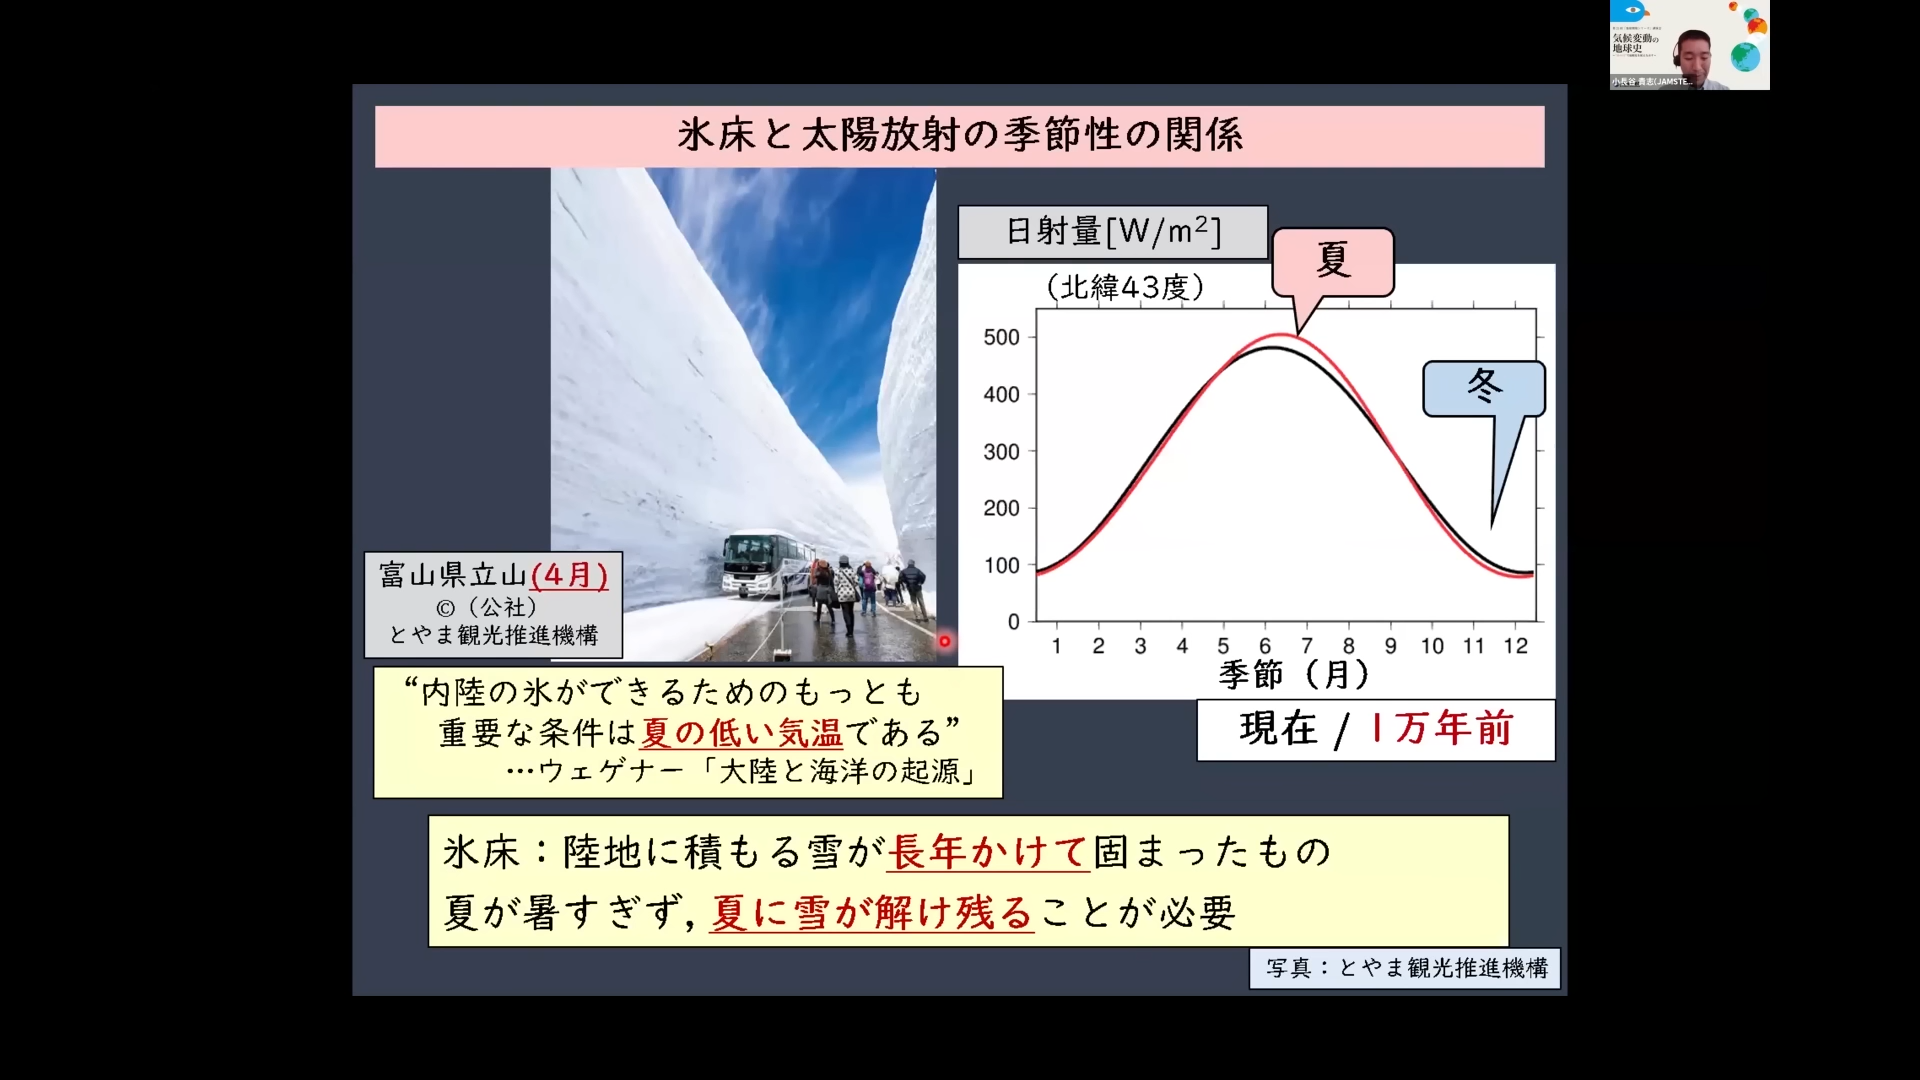 氷床と太陽放射の季節性の関係
日射量[W/m²]
(北緯43度)
夏
冬
500
400
300
200
100
0
1 2 3 4 5 6 7 8 9 10 11 12
季節（月）
現在 / 1万年前
富山県立山(4月)
©（公社）
とやま観光推進機構
“内陸の氷ができるためのもっとも
重要な条件は夏の低い気温である”
…ウェゲナー「大陸と海洋の起源」
氷床：陸地に積もる雪が長年かけて固まったもの
夏が暑すぎず, 夏に雪が解け残ることが必要
写真：とやま観光推進機構
気候変動の
地球史
小長谷 貴志(JAMSTE...